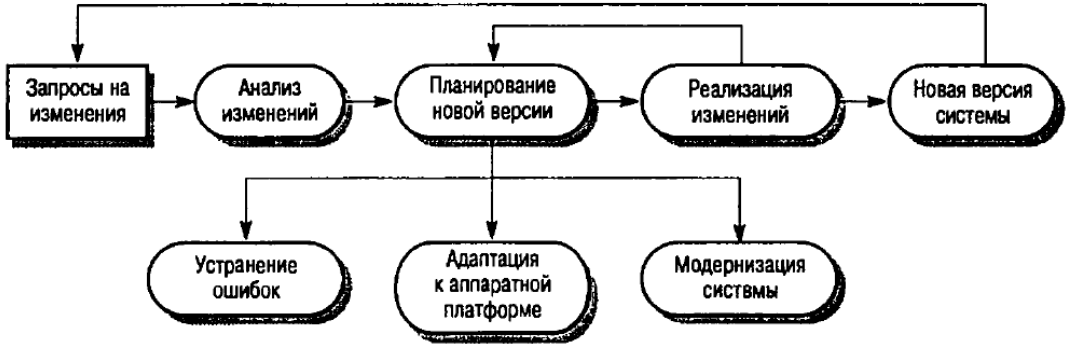 Запросы на
изменения
Анализ
изменений
Планирование
новой версии
Реализация
изменений
Новая версия
системы
Устранение
ошибок
Адаптация
к аппаратной
платформе
Модернизация
систвмы